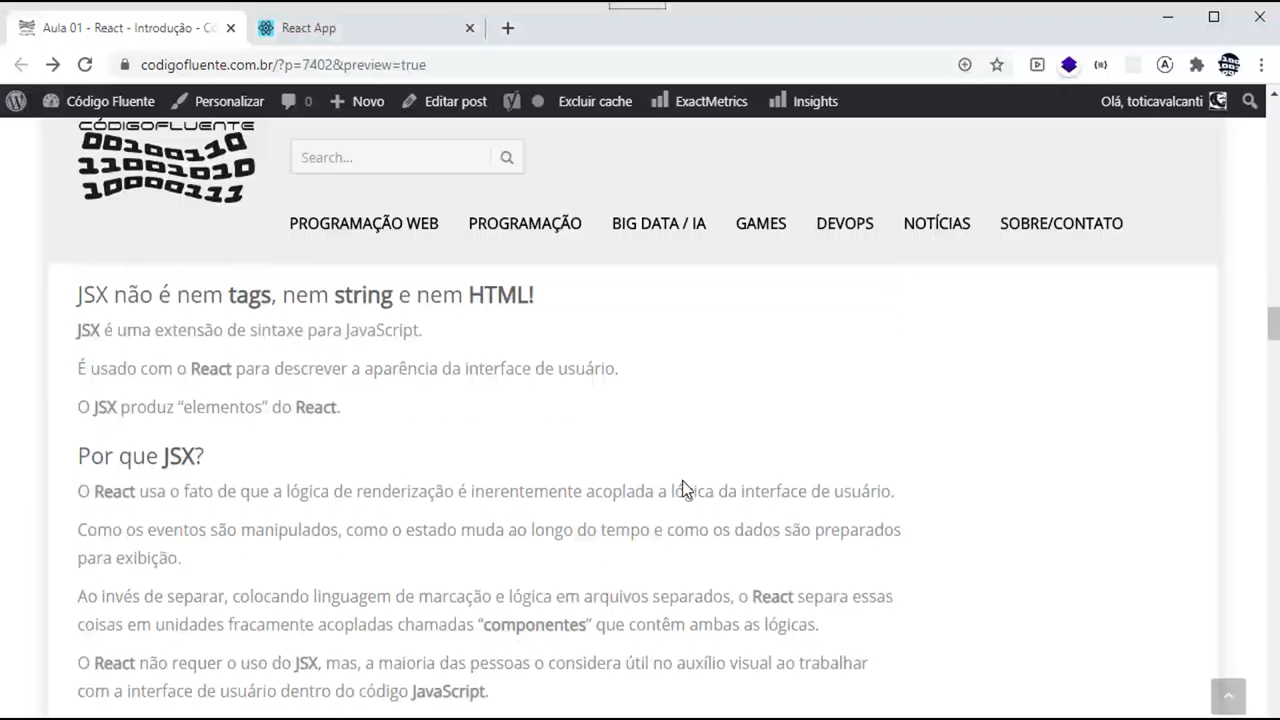 Aula 01 - React - Introdução - Co
React App
codigofluente.com.br/?p=7402&preview=true
Código Fluente
Personalizar
0
Novo
Editar post
Excluir cache
ExactMetrics
Insights
Olá, toticavalcanti
CÓDIGOFLUENTE
00100110
11001010
10000111
Search...
PROGRAMAÇÃO WEB
PROGRAMAÇÃO
BIG DATA / IA
GAMES
DEVOPS
NOTÍCIAS
SOBRE/CONTATO
JSX não é nem tags, nem string e nem HTML!
JSX é uma extensão de sintaxe para JavaScript.
É usado com o React para descrever a aparência da interface de usuário.
O JSX produz “elementos” do React.
Por que JSX?
O React usa o fato de que a lógica de renderização é inerentemente acoplada a lógica da interface de usuário.
Como os eventos são manipulados, como o estado muda ao longo do tempo e como os dados são preparados
para exibição.
Ao invés de separar, colocando linguagem de marcação e lógica em arquivos separados, o React separa essas
coisas em unidades fracamente acopladas chamadas “componentes” que contêm ambas as lógicas.
O React não requer o uso do JSX, mas, a maioria das pessoas o considera útil no auxílio visual ao trabalhar
com a interface de usuário dentro do código JavaScript.